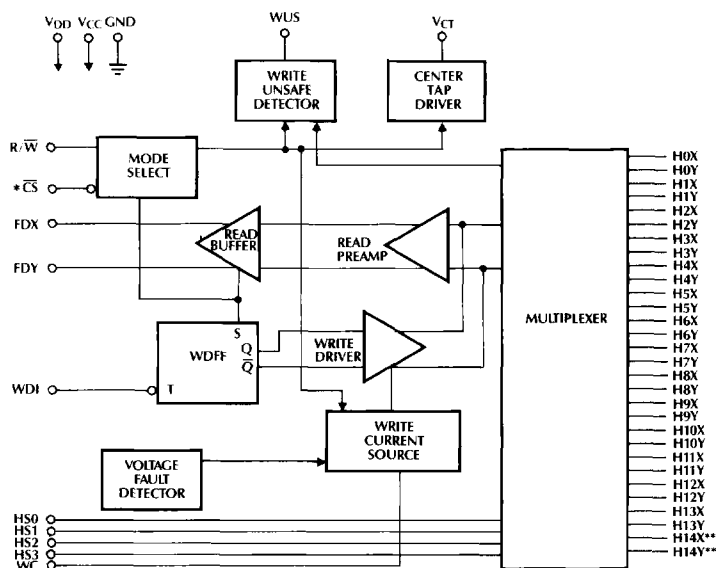 VDD VCC GND
WUS
VCT
WRITE
UNSAFE
DETECTOR
CENTER
TAP
DRIVER
R/W̅
MODE
SELECT
*C̅S̅
FDX
FDY
READ
BUFFER
READ
PREAMP
MULTIPLEXER
S
Q
WDFF
Q̅
WRITE
DRIVER
WDI
T
WRITE
CURRENT
SOURCE
VOLTAGE
FAULT
DETECTOR
HS0
HS1
HS2
HS3
WC
H0X
H0Y
H1X
H1Y
H2X
H2Y
H3X
H3Y
H4X
H4Y
H5X
H5Y
H6X
H6Y
H7X
H7Y
H8X
H8Y
H9X
H9Y
H10X
H10Y
H11X
H11Y
H12X
H12Y
H13X
H13Y
H14X**
H14Y**